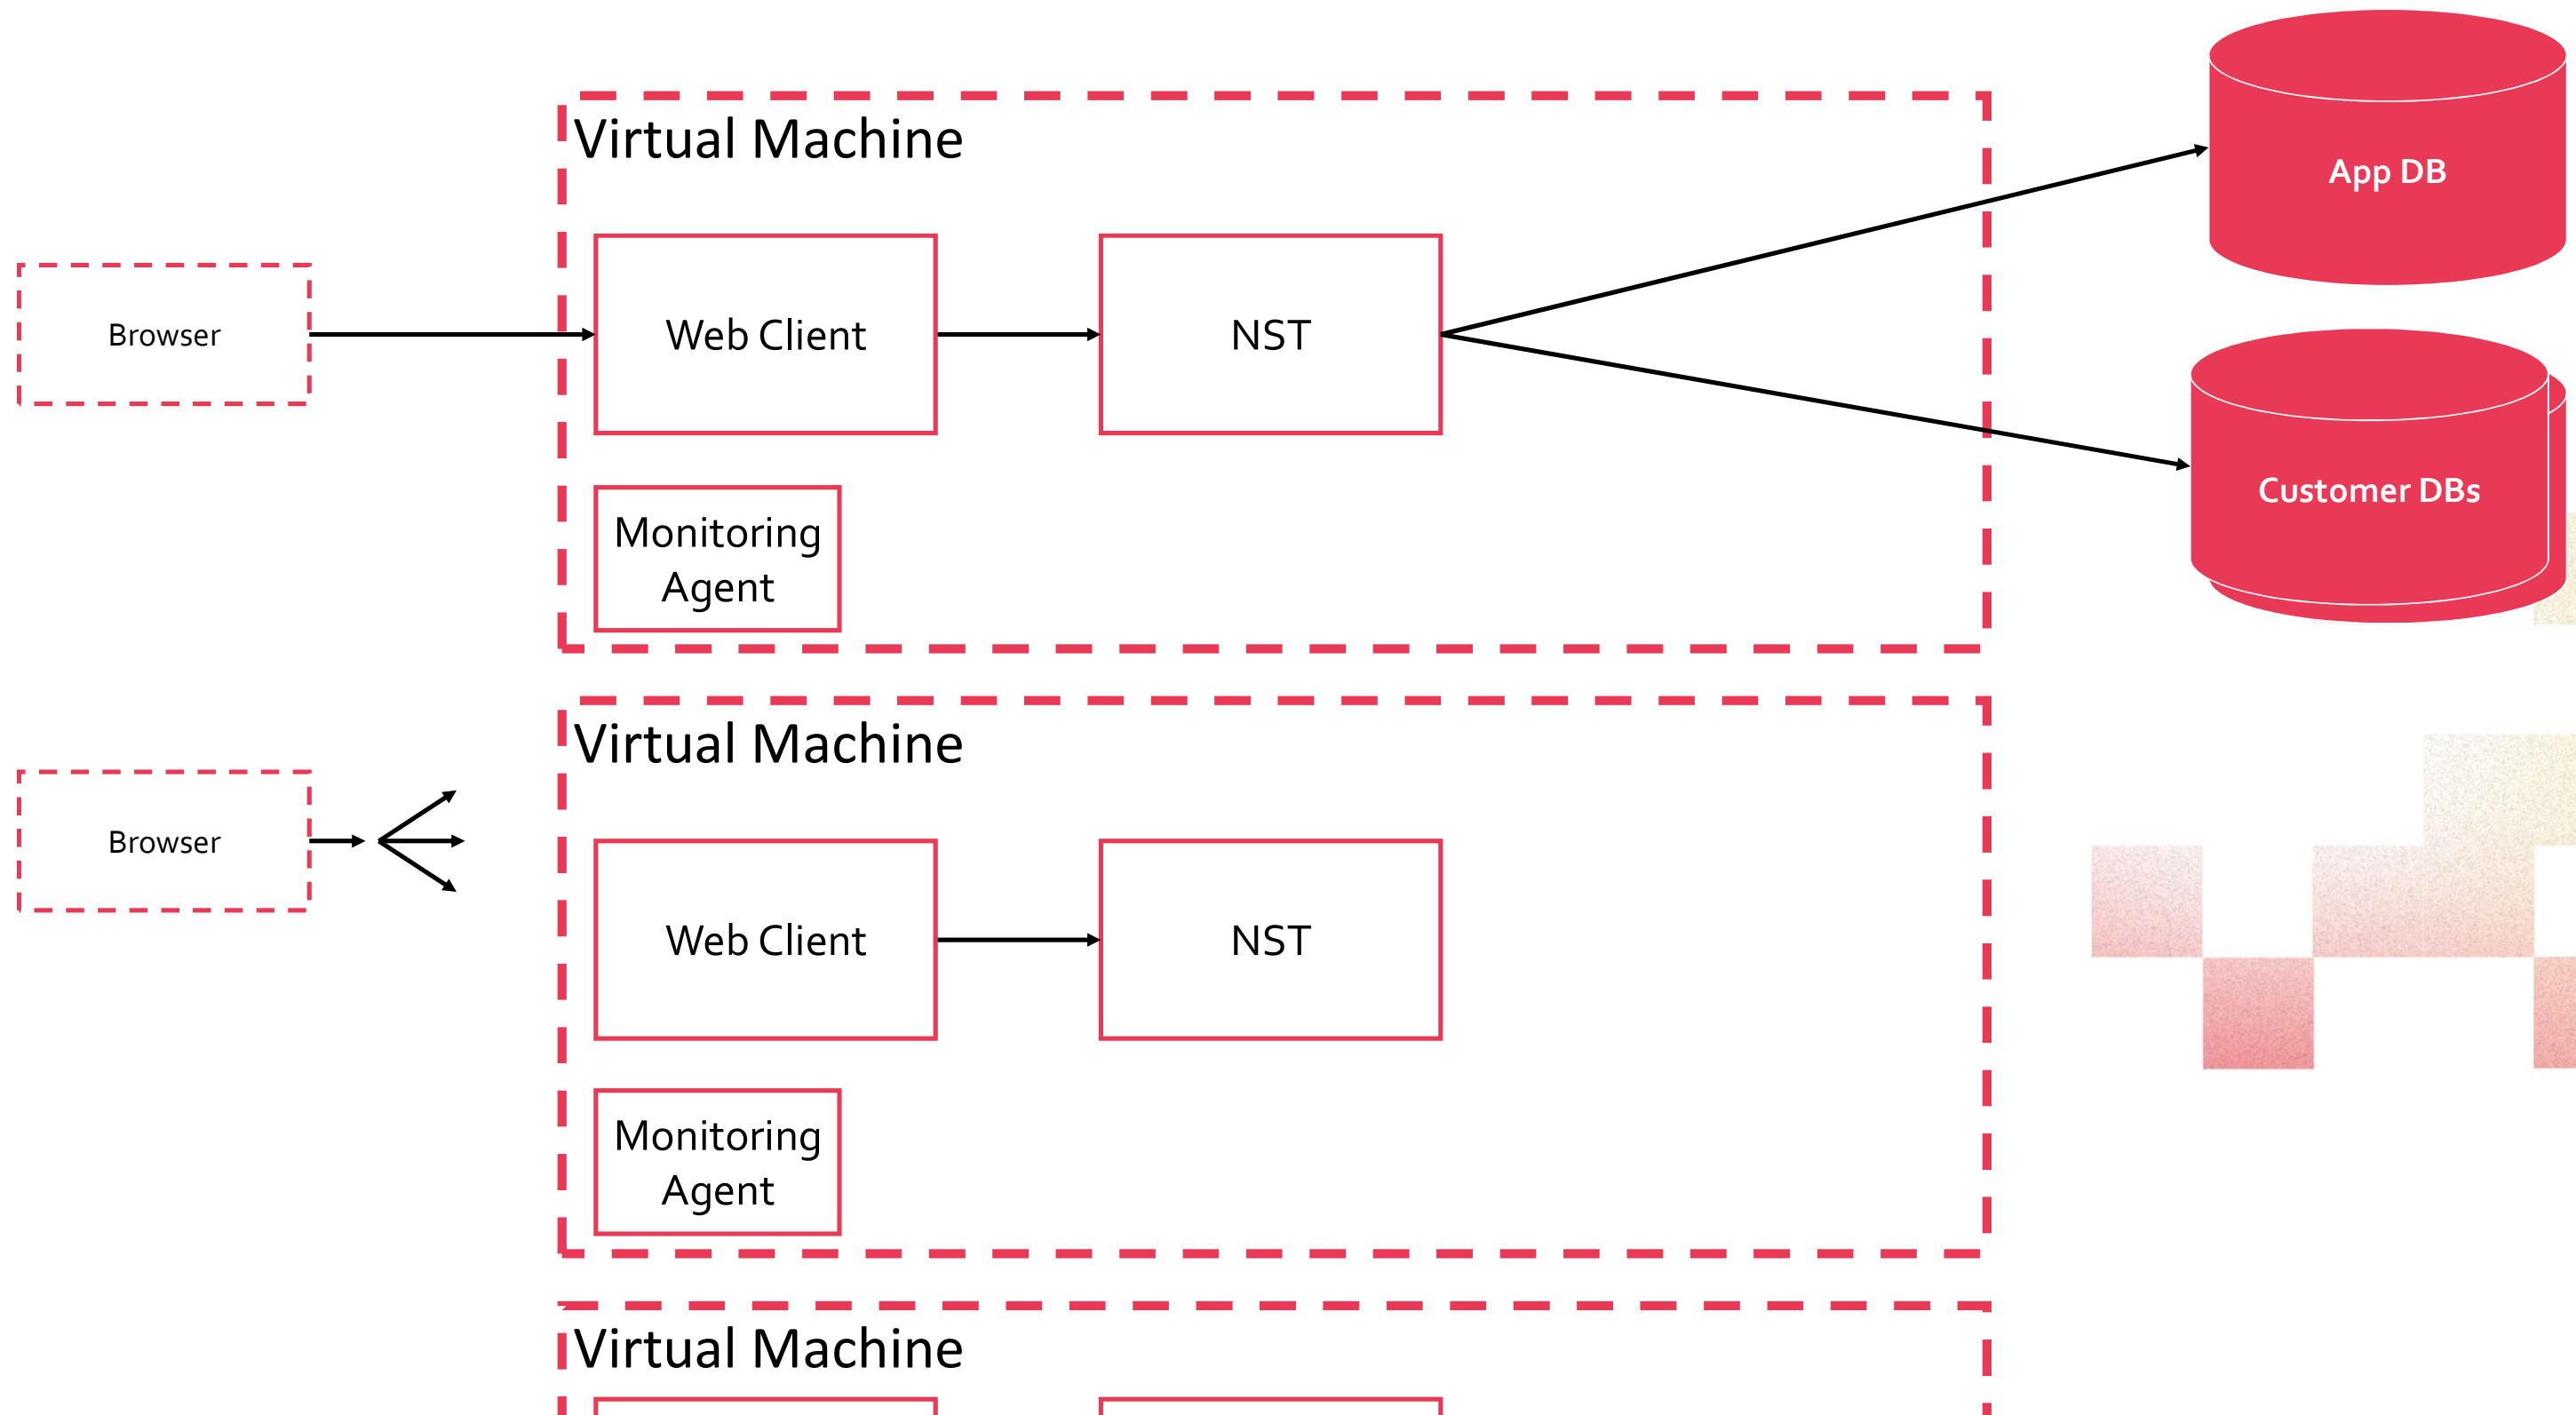 Virtual Machine
App DB
Browser
Web Client
NST
Customer DBs
Monitoring
Agent
Virtual Machine
Browser
Web Client
NST
Monitoring
Agent
Virtual Machine